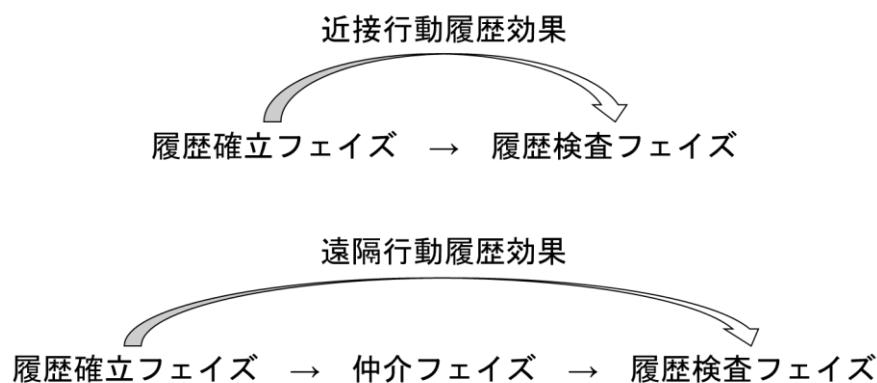 近接行動履歴効果
履歴確立フェイズ → 履歴検査フェイズ
遠隔行動履歴効果
履歴確立フェイズ → 仲介フェイズ → 履歴検査フェイズ